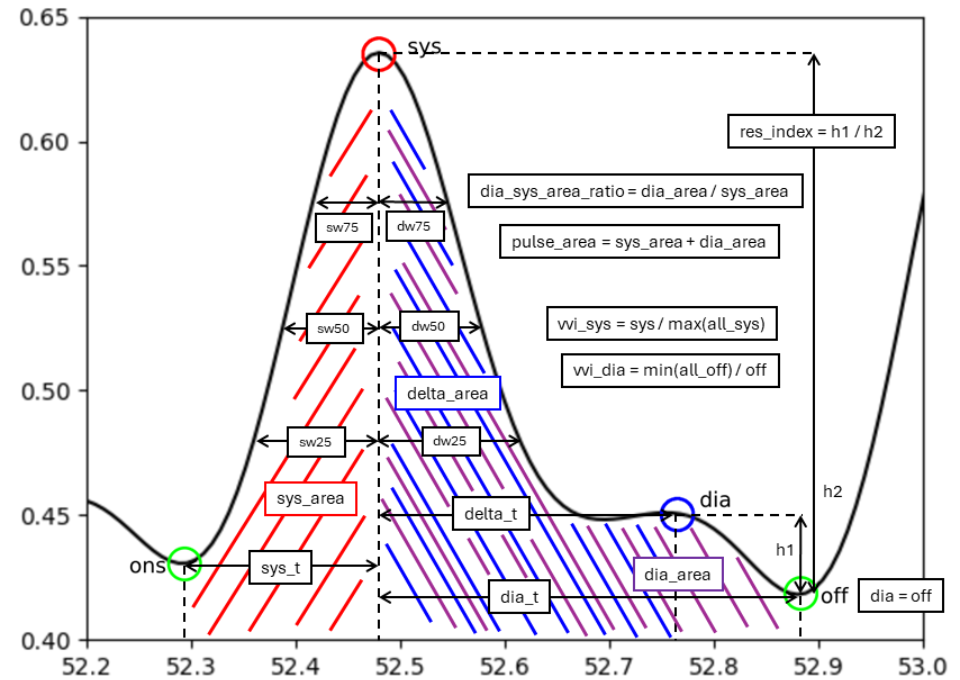 0.65
sys
res_index = h1 / h2
0.60
dia_sys_area_ratio = dia_area / sys_area
sw75
dw75
pulse_area = sys_area + dia_area
0.55
sw50
dw50
vvi_sys = sys / max(all_sys)
vvi_dia = min(all_off) / off
0.50
delta_area
sw25
dw25
sys_area
dia
h2
0.45
delta_t
h1
ons
sys_t
dia_area
dia_t
off
dia = off
0.40
52.2 52.3 52.4 52.5 52.6 52.7 52.8 52.9 53.0